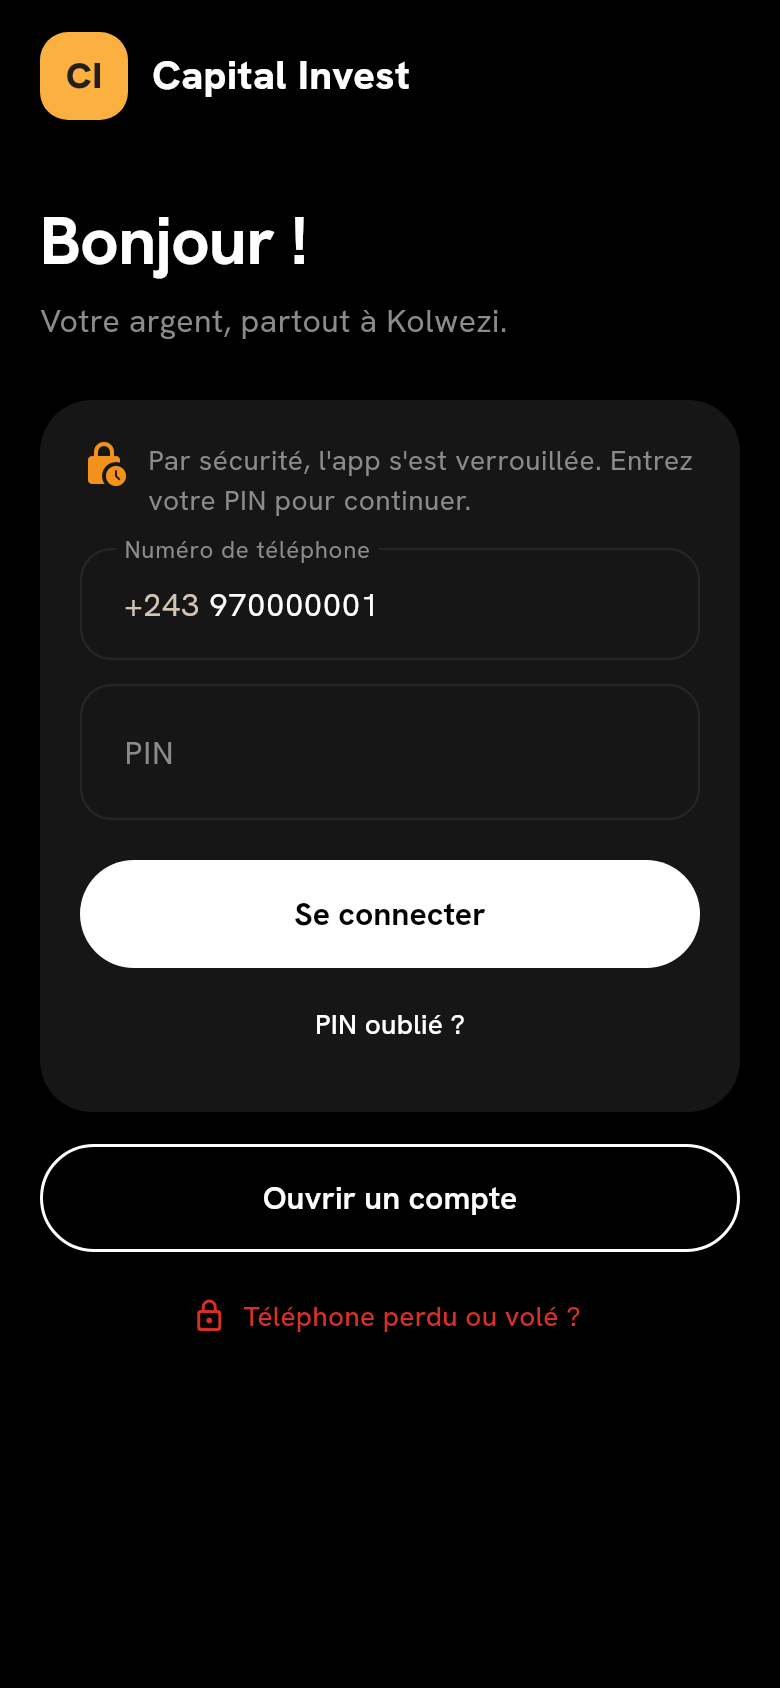 CI
Capital Invest
Bonjour !
Votre argent, partout à Kolwezi.
Par sécurité, l'app s'est verrouillée. Entrez
votre PIN pour continuer.
Numéro de téléphone
+243 970000001
PIN
Se connecter
PIN oublié ?
Ouvrir un compte
Téléphone perdu ou volé ?